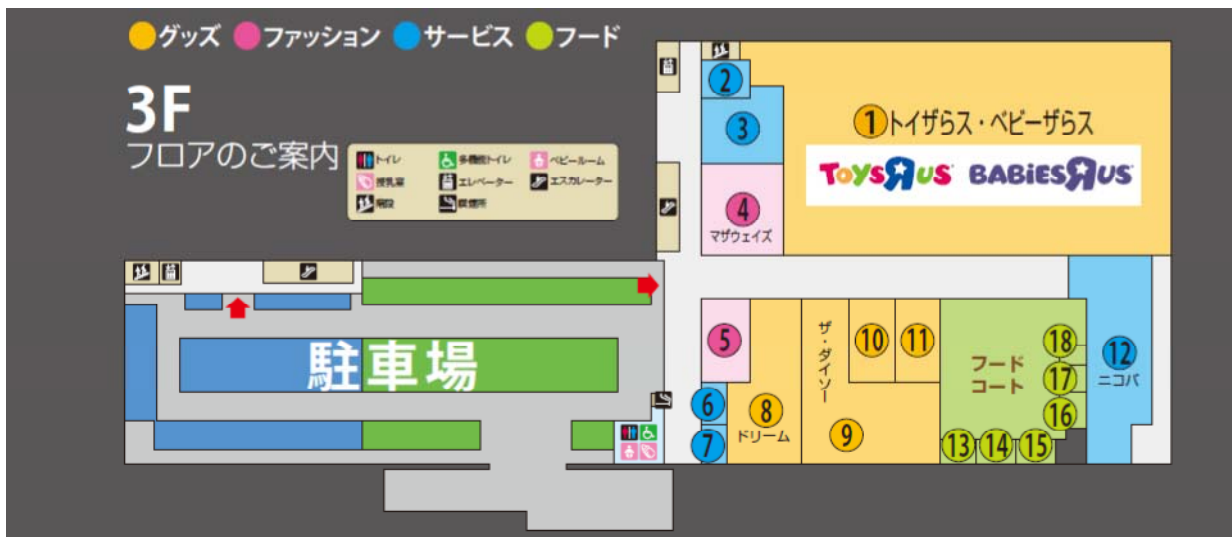 グッズ ファッション サービス フード
3F
フロアのご案内
トイレ 多機能トイレ ベビールーム
授乳室 エレベーター エスカレーター
階段 喫煙所
2
3
1 トイザらス・ベビーザらス
TOYSRUS BABIESRUS
4
マザウェイズ
駐車場
5
6
7
8
ドリーム
ザ・ダイソー
9
10
11
フード
コート
18
17
16
13 14 15
12
ニコパ